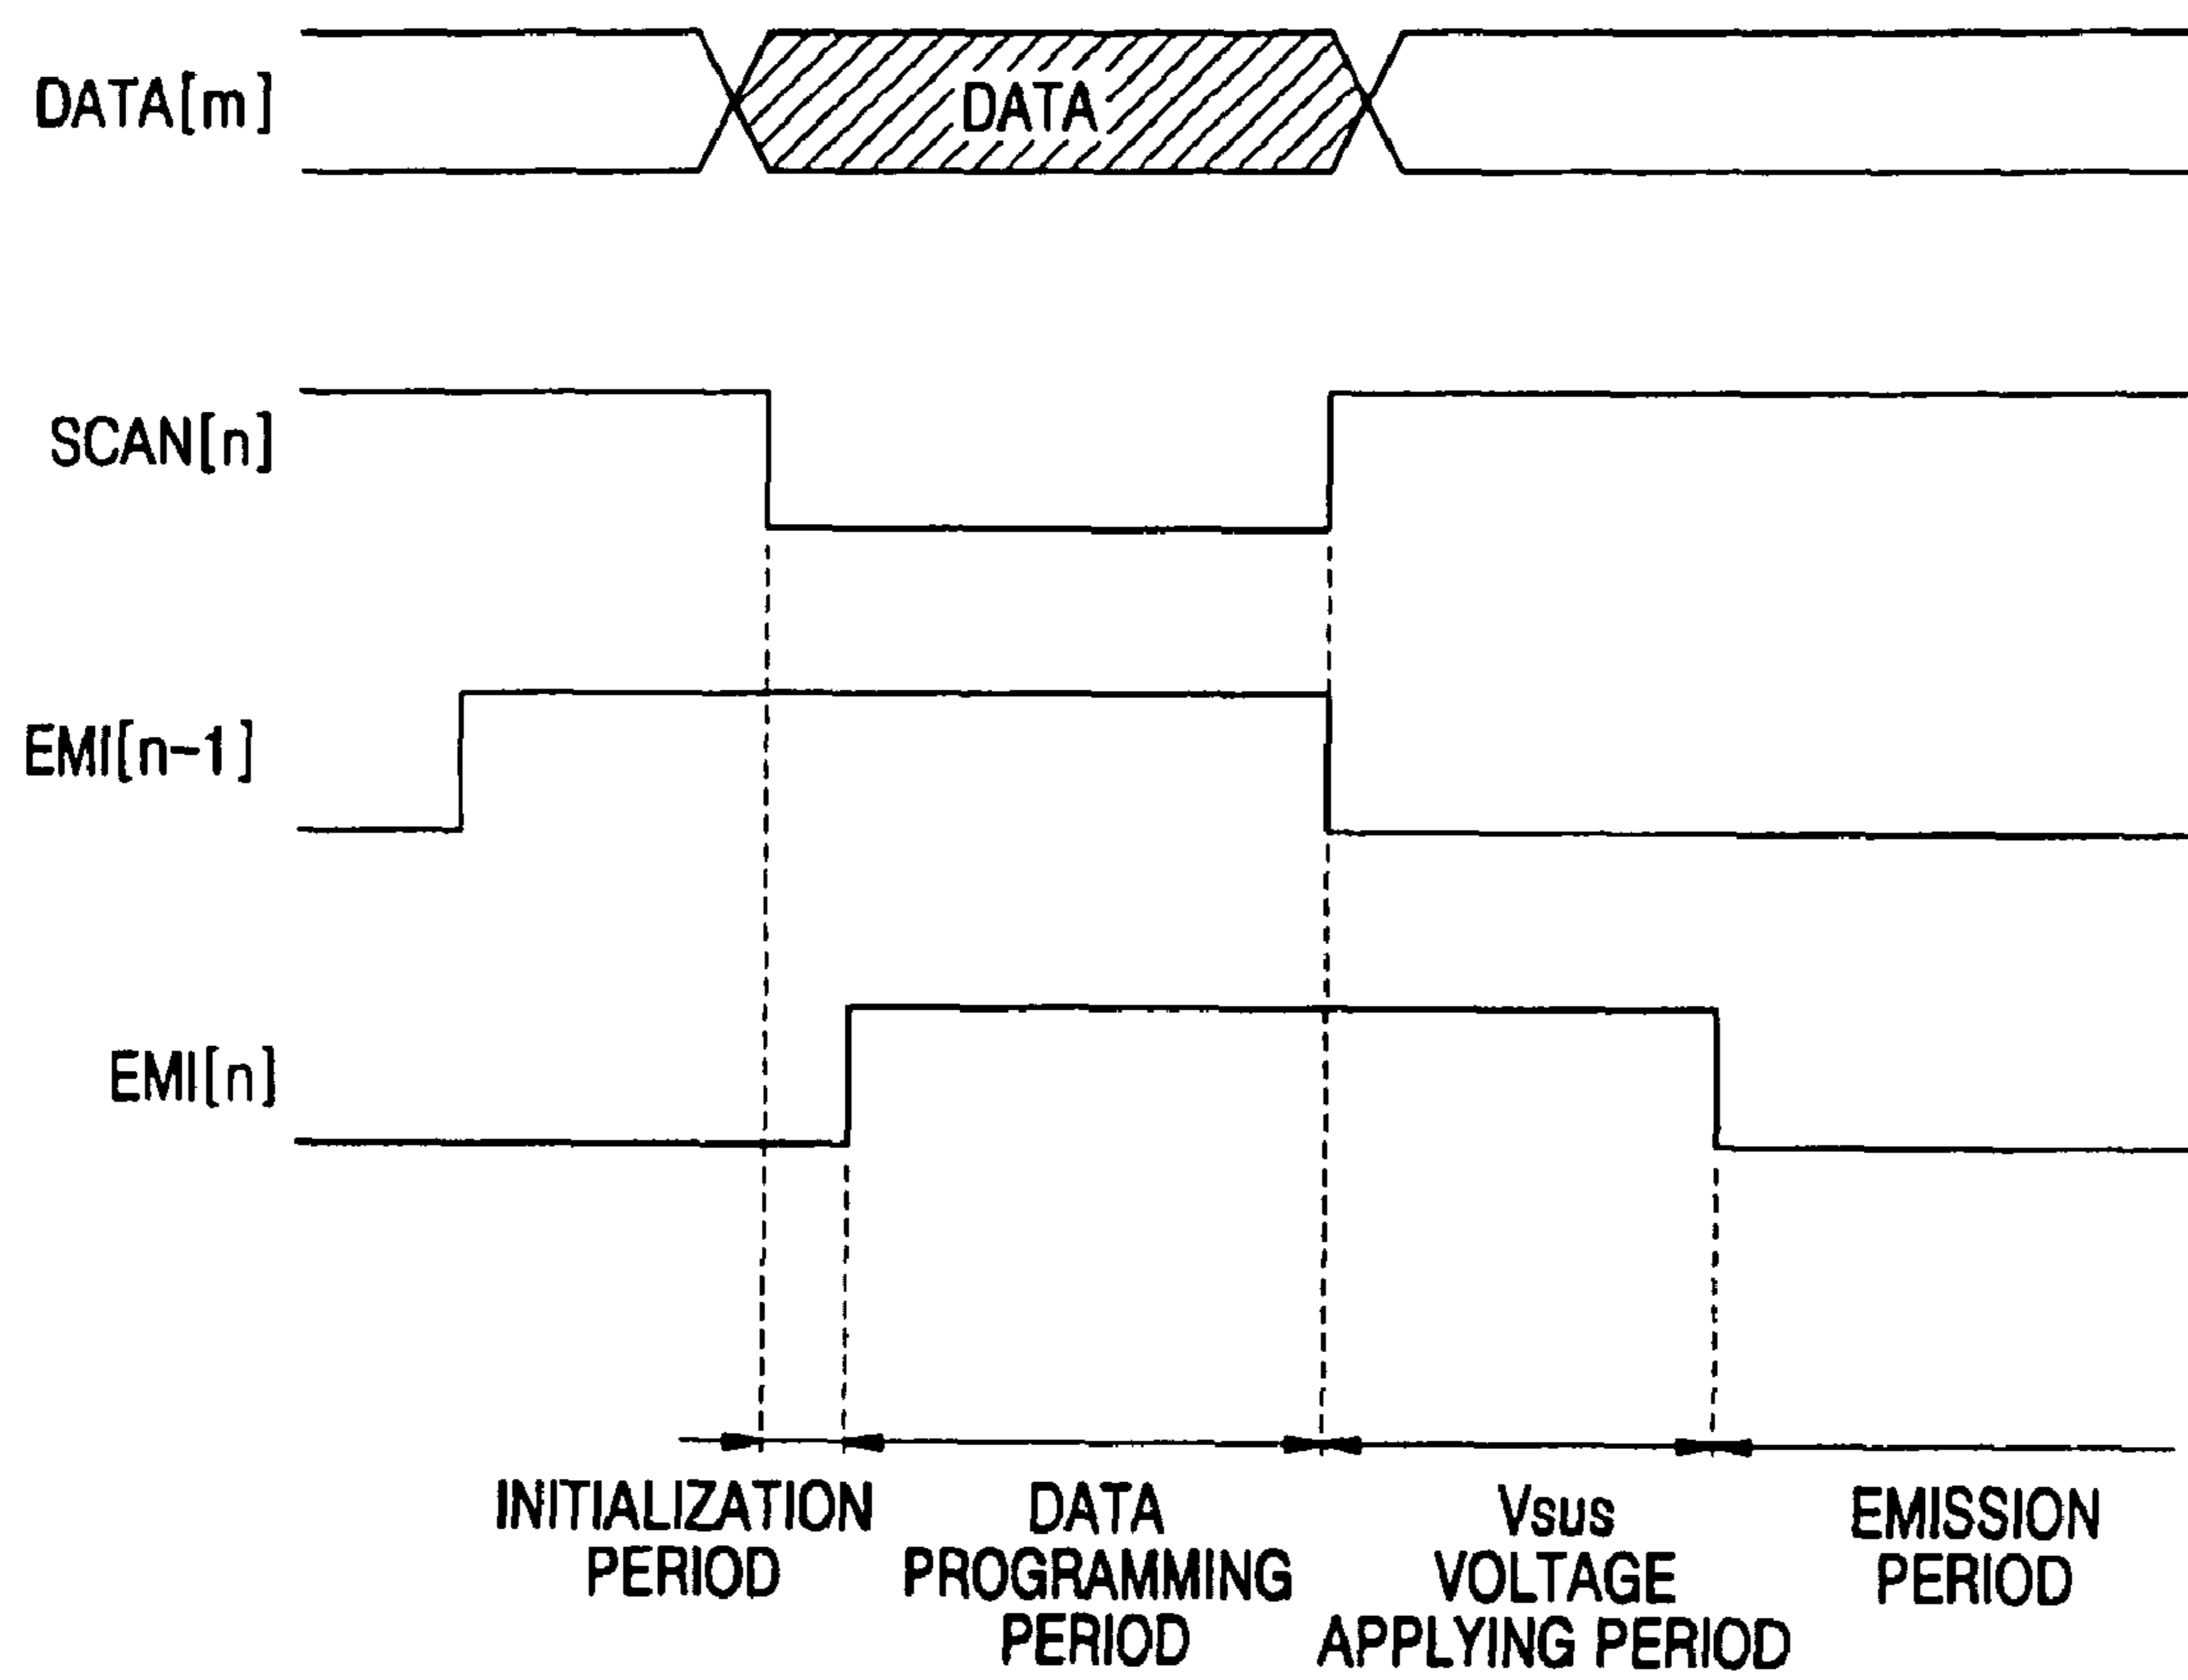 DATA[m]
DATA
SCAN[n]
EMI[n-1]
EMI[n]
INITIALIZATION
PERIOD
DATA
PROGRAMMING
PERIOD
Vsus
VOLTAGE
APPLYING PERIOD
EMISSION
PERIOD